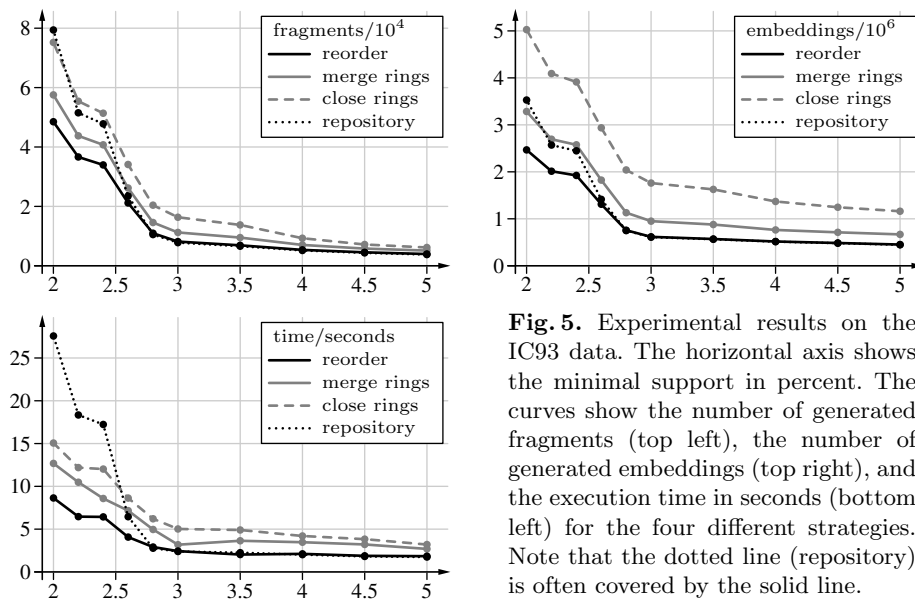 fragments/10^4
reorder
merge rings
close rings
repository
8
6
4
2
0
2 2.5 3 3.5 4 4.5 5
embeddings/10^6
reorder
merge rings
close rings
repository
5
4
3
2
1
0
2 2.5 3 3.5 4 4.5 5
time/seconds
reorder
merge rings
close rings
repository
25
20
15
10
5
0
2 2.5 3 3.5 4 4.5 5
Fig. 5. Experimental results on the
IC93 data. The horizontal axis shows
the minimal support in percent. The
curves show the number of generated
fragments (top left), the number of
generated embeddings (top right), and
the execution time in seconds (bottom
left) for the four different strategies.
Note that the dotted line (repository)
is often covered by the solid line.